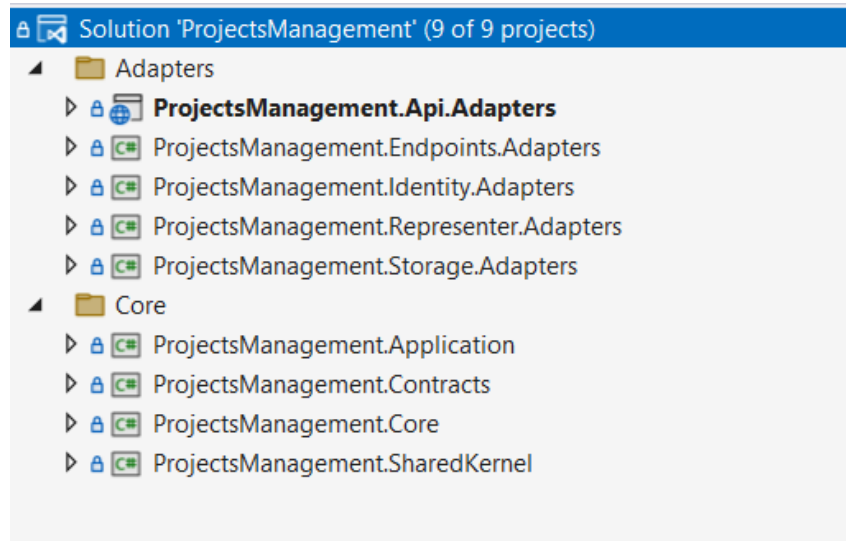 Solution 'ProjectsManagement' (9 of 9 projects)
Adapters
ProjectsManagement.Api.Adapters
C# ProjectsManagement.Endpoints.Adapters
C# ProjectsManagement.Identity.Adapters
C# ProjectsManagement.Representer.Adapters
C# ProjectsManagement.Storage.Adapters
Core
C# ProjectsManagement.Application
C# ProjectsManagement.Contracts
C# ProjectsManagement.Core
C# ProjectsManagement.SharedKernel